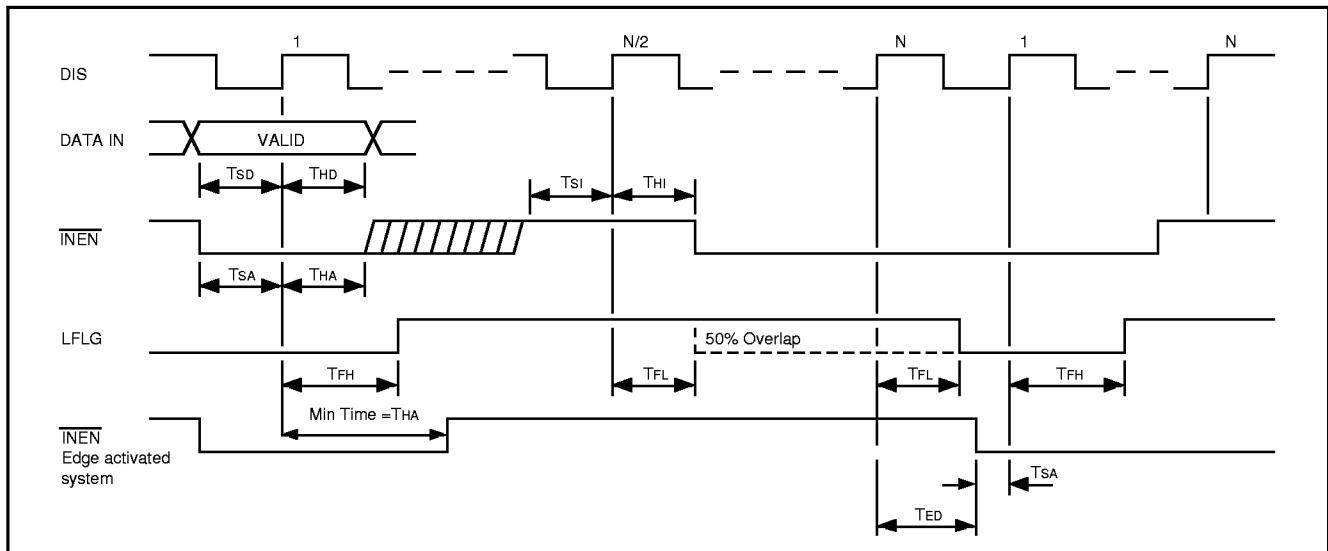 1 N/2 N 1 N
DIS
DATA IN VALID
TSD THD TSI THI
INEN
TSA THA
LFLG 50% Overlap
TFH TFL TFL TFH
Min Time =THA
INEN
Edge activated
system
TSA
TED